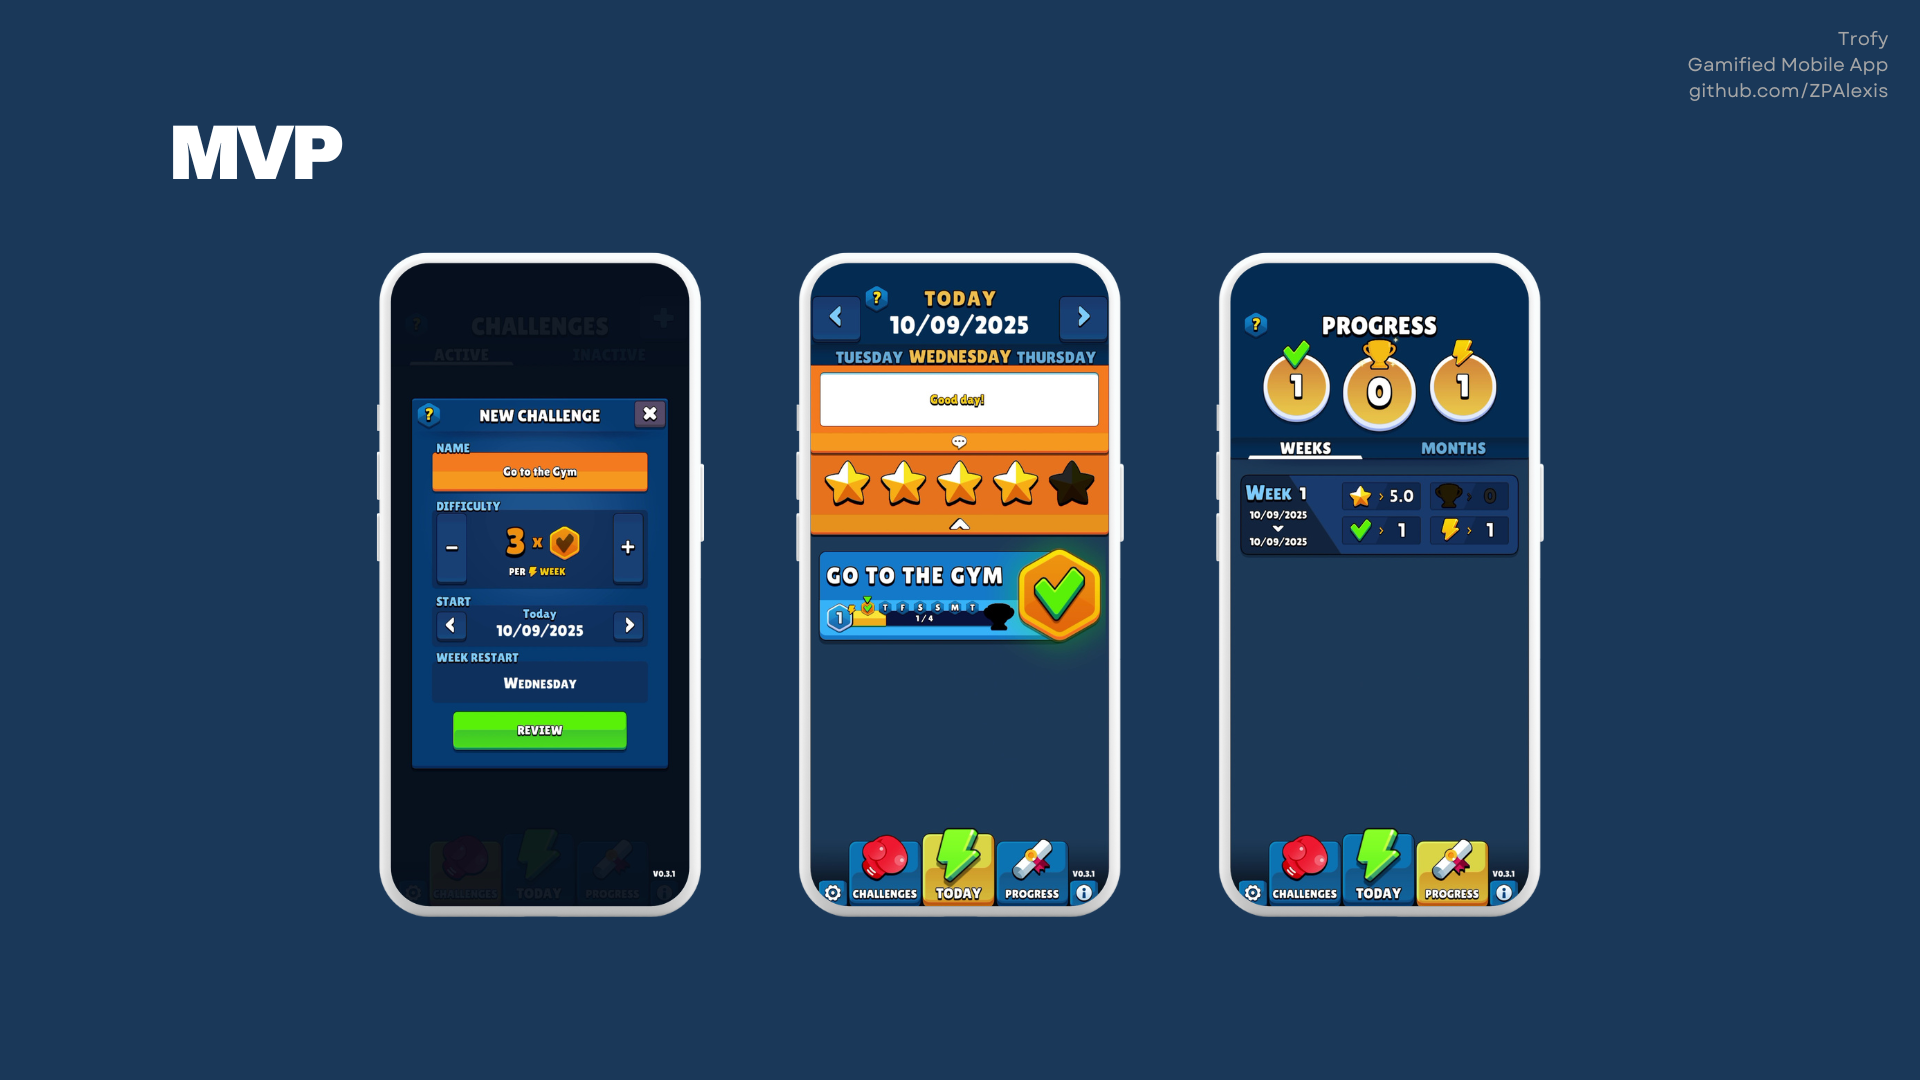 Trofy
Gamified Mobile App
github.com/ZPAlexis
MVP
CHALLENGES
ACTIVE INACTIVE
? NEW CHALLENGE
NAME
Go to the Gym
DIFFICULTY
- 3 x +
PER WEEK
START
Today
10/09/2025
WEEK RESTART
WEDNESDAY
REVIEW
V0.3.1
CHALLENGES TODAY PROGRESS
? TODAY
10/09/2025
TUESDAY WEDNESDAY THURSDAY
Good day!
GO TO THE GYM
1 T F S S M T
1/4
V0.3.1
CHALLENGES TODAY PROGRESS i
? PROGRESS
1 0 1
WEEKS MONTHS
WEEK 1
10/09/2025
10/09/2025
> 5.0 > 0
> 1 > 1
V0.3.1
CHALLENGES TODAY PROGRESS i